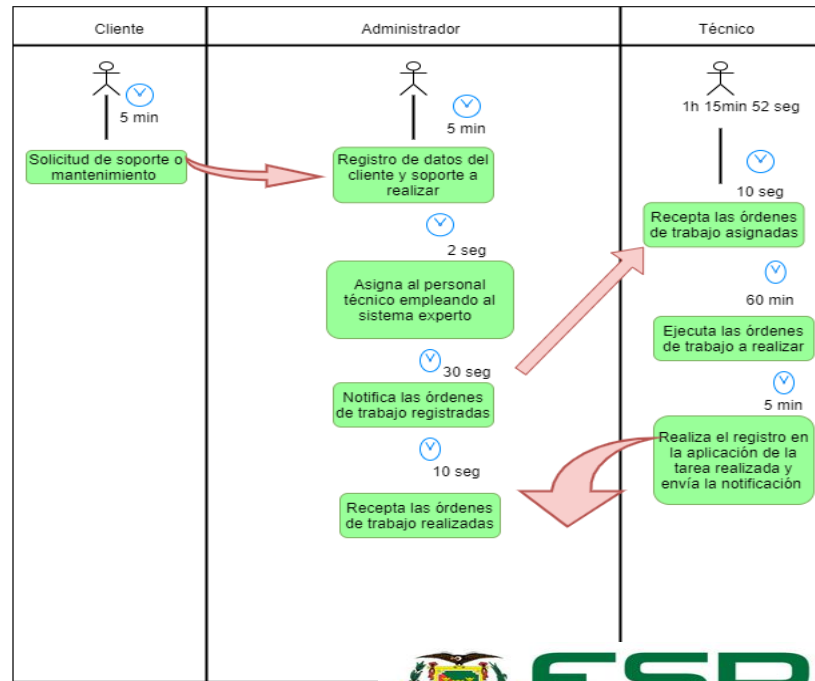 Cliente
Administrador
Técnico
5 min
5 min
1h 15min 52 seg
Solicitud de soporte o
mantenimiento
Registro de datos del
cliente y soporte a
realizar
10 seg
Recepta las órdenes
de trabajo asignadas
2 seg
Asigna al personal
técnico empleando al
sistema experto
60 min
Ejecuta las órdenes
de trabajo a realizar
30 seg
Notifica las órdenes
de trabajo registradas
5 min
Realiza el registro en
la aplicación de la
tarea realizada y
envía la notificación
10 seg
Recepta las órdenes
de trabajo realizadas